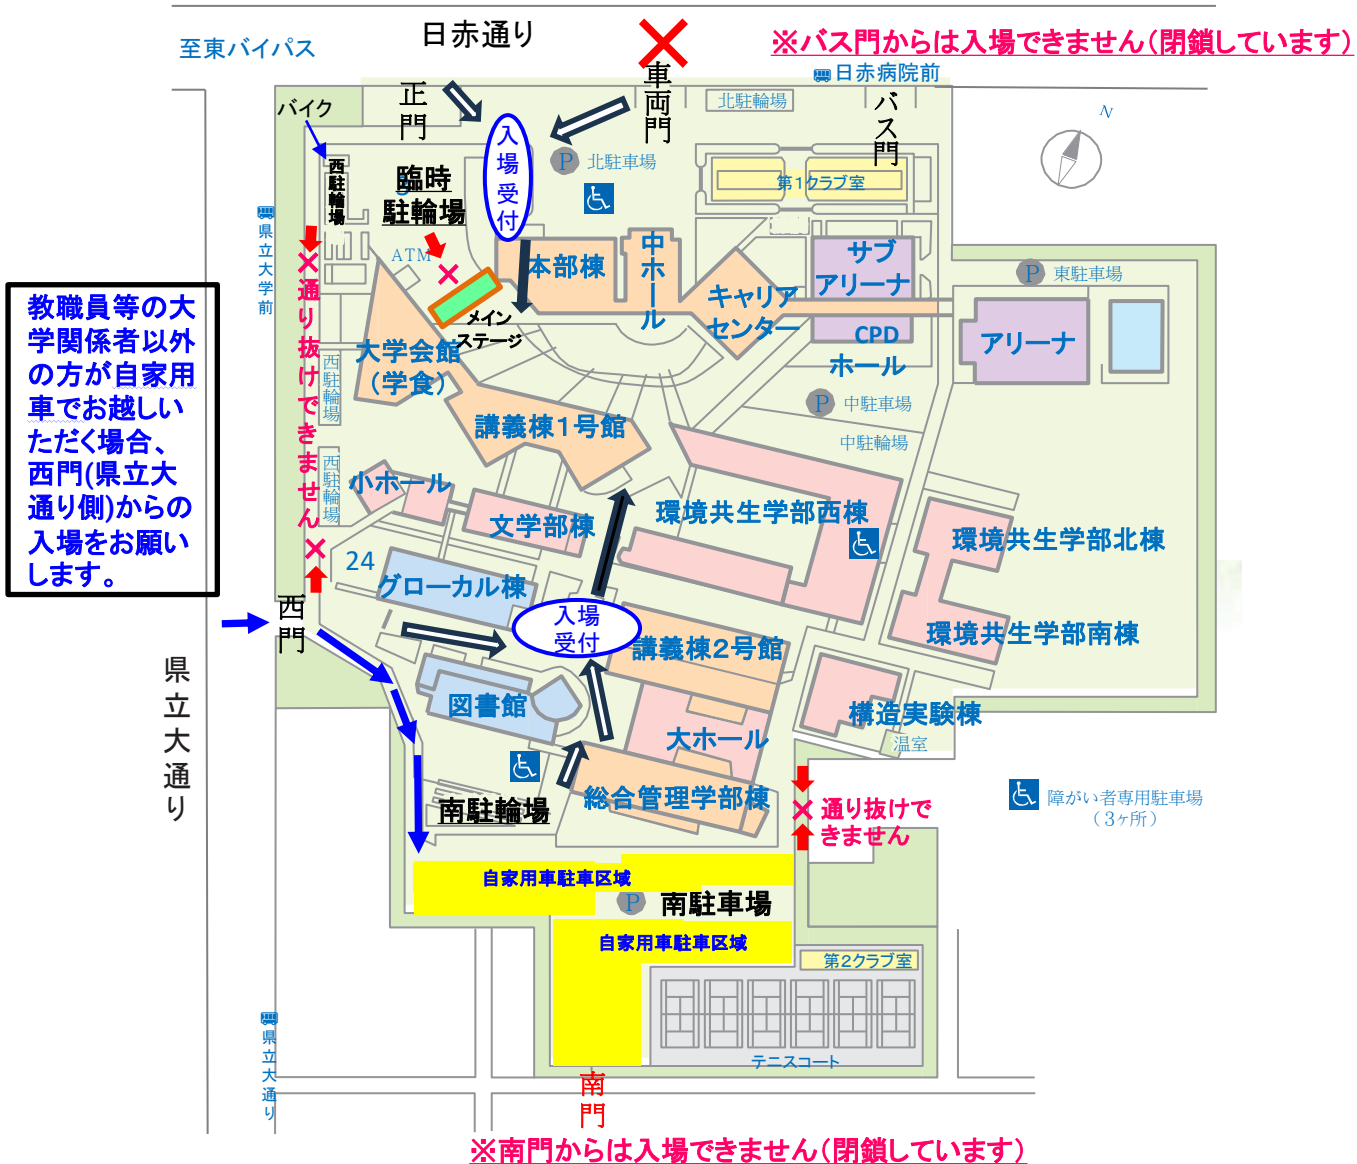 日赤通り
※バス門からは入場できません(閉鎖しています)
至東バイパス
日赤病院前
車両門
正門
北駐輪場
バス門
バイク
N
入場受付
P
北駐車場
西駐輪場
臨時
駐輪場
第1クラブ室
県立大学前
ATM
本部棟
中ホール
サブ
アリーナ
P
東駐車場
キャリア
センター
メイン
ステージ
CPD
ホール
アリーナ
教職員等の大
学関係者以外
の方が自家用
車でお越しい
ただく場合、
西門(県立大
通り側)からの
入場をお願い
します。
通り抜けできません
大学会館
(学食)
西駐輪場
P
中駐車場
中駐輪場
講義棟1号館
西駐輪場
小ホール
文学部棟
環境共生学部西棟
環境共生学部北棟
24
グローカル棟
西門
入場
受付
講義棟2号館
環境共生学部南棟
県立大通り
図書館
大ホール
構造実験棟
温室
総合管理学部棟
南駐輪場
通り抜けで
きません
障がい者専用駐車場
(3ヶ所)
自家用車駐車区域
P
南駐車場
自家用車駐車区域
第2クラブ室
県立大通り
テニスコート
南門
※南門からは入場できません(閉鎖しています)